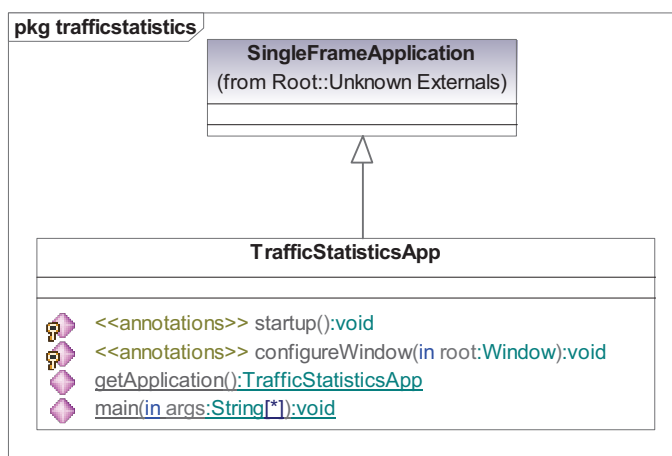 pkg trafficstatistics
SingleFrameApplication
(from Root::Unknown Externals)
TrafficStatisticsApp
<<annotations>> startup():void
<<annotations>> configureWindow(in root:Window):void
getApplication():TrafficStatisticsApp
main(in args:String[*]):void